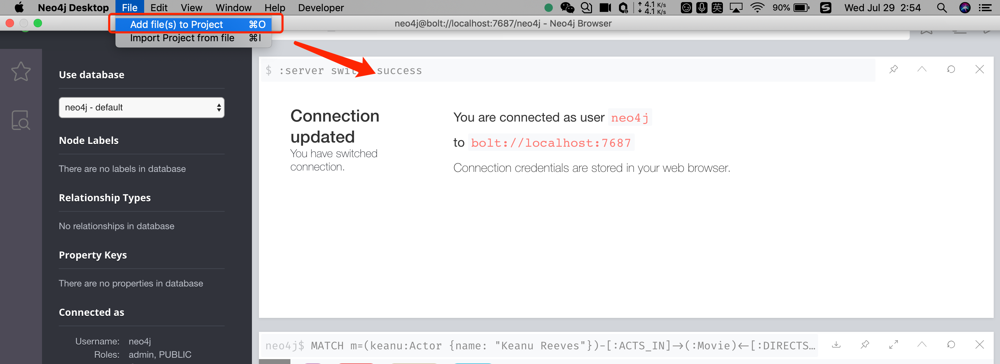 Neo4j Desktop File Edit View Window Help Developer 4.1 K/s 4.1 K/s 英 90% Wed Jul 29 2:54
Add file(s) to Project ⌘O
neo4j@bolt://localhost:7687/neo4j - Neo4j Browser
Import Project from file ⌘I
Use database
neo4j - default
Node Labels
There are no labels in database
Relationship Types
No relationships in database
Property Keys
There are no properties in database
Connected as
Username: neo4j
Roles: admin, PUBLIC
$ :server swit success
Connection
updated
You have switched
connection.
You are connected as user neo4j
to bolt://localhost:7687
Connection credentials are stored in your web browser.
neo4j$ MATCH m=(keanu:Actor {name: "Keanu Reeves"})-[:ACTS_IN]→(:Movie)←[:DIRECTS…